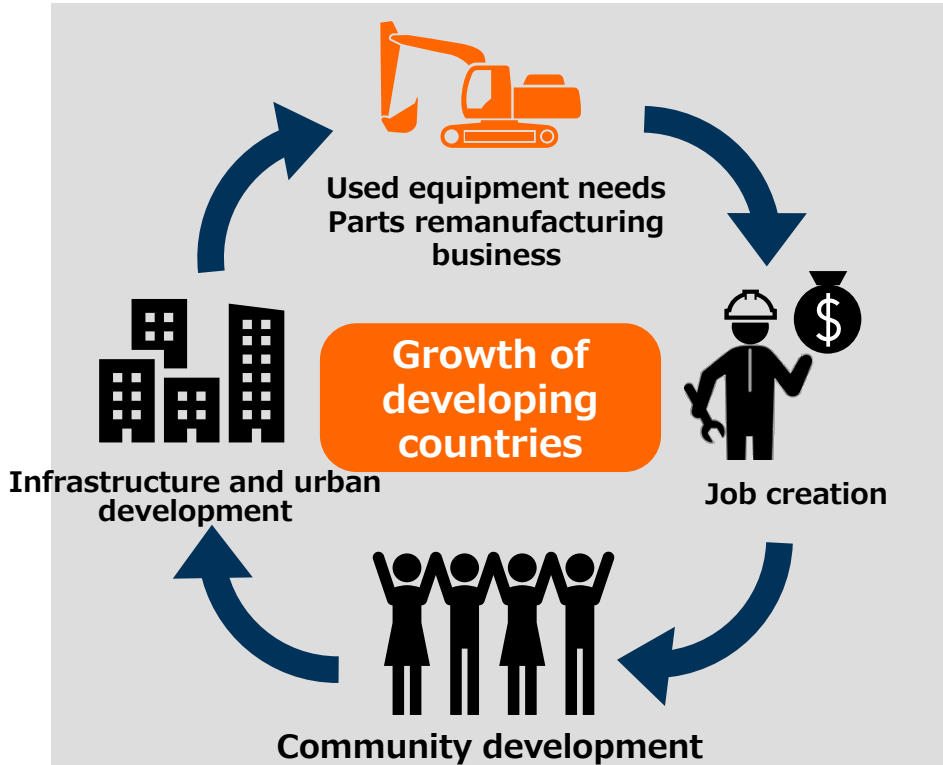 Used equipment needs
Parts remanufacturing
business
$
Growth of
developing
countries
Infrastructure and urban
development
Job creation
Community development